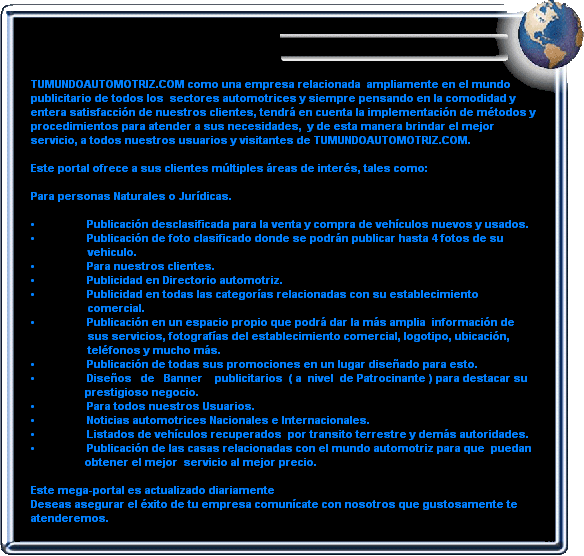 TUMUNDOAUTOMOTRIZ.COM como una empresa relacionada ampliamente en el mundo
publicitario de todos los sectores automotrices y siempre pensando en la comodidad y
entera satisfacción de nuestros clientes, tendrá en cuenta la implementación de métodos y
procedimientos para atender a sus necesidades, y de esta manera brindar el mejor
servicio, a todos nuestros usuarios y visitantes de TUMUNDOAUTOMOTRIZ.COM.
Este portal ofrece a sus clientes múltiples áreas de interés, tales como:
Para personas Naturales o Jurídicas.
• Publicación desclasificada para la venta y compra de vehículos nuevos y usados.
• Publicación de foto clasificado donde se podrán publicar hasta 4 fotos de su
vehiculo.
• Para nuestros clientes.
• Publicidad en Directorio automotriz.
• Publicidad en todas las categorías relacionadas con su establecimiento
comercial.
• Publicación en un espacio propio que podrá dar la más amplia información de
sus servicios, fotografías del establecimiento comercial, logotipo, ubicación,
teléfonos y mucho más.
• Publicación de todas sus promociones en un lugar diseñado para esto.
• Diseños de Banner publicitarios ( a nivel de Patrocinante ) para destacar su
prestigioso negocio.
• Para todos nuestros Usuarios.
• Noticias automotrices Nacionales e Internacionales.
• Listados de vehículos recuperados por transito terrestre y demás autoridades.
• Publicación de las casas relacionadas con el mundo automotriz para que puedan
obtener el mejor servicio al mejor precio.
Este mega-portal es actualizado diariamente
Deseas asegurar el éxito de tu empresa comunícate con nosotros que gustosamente te
atenderemos.